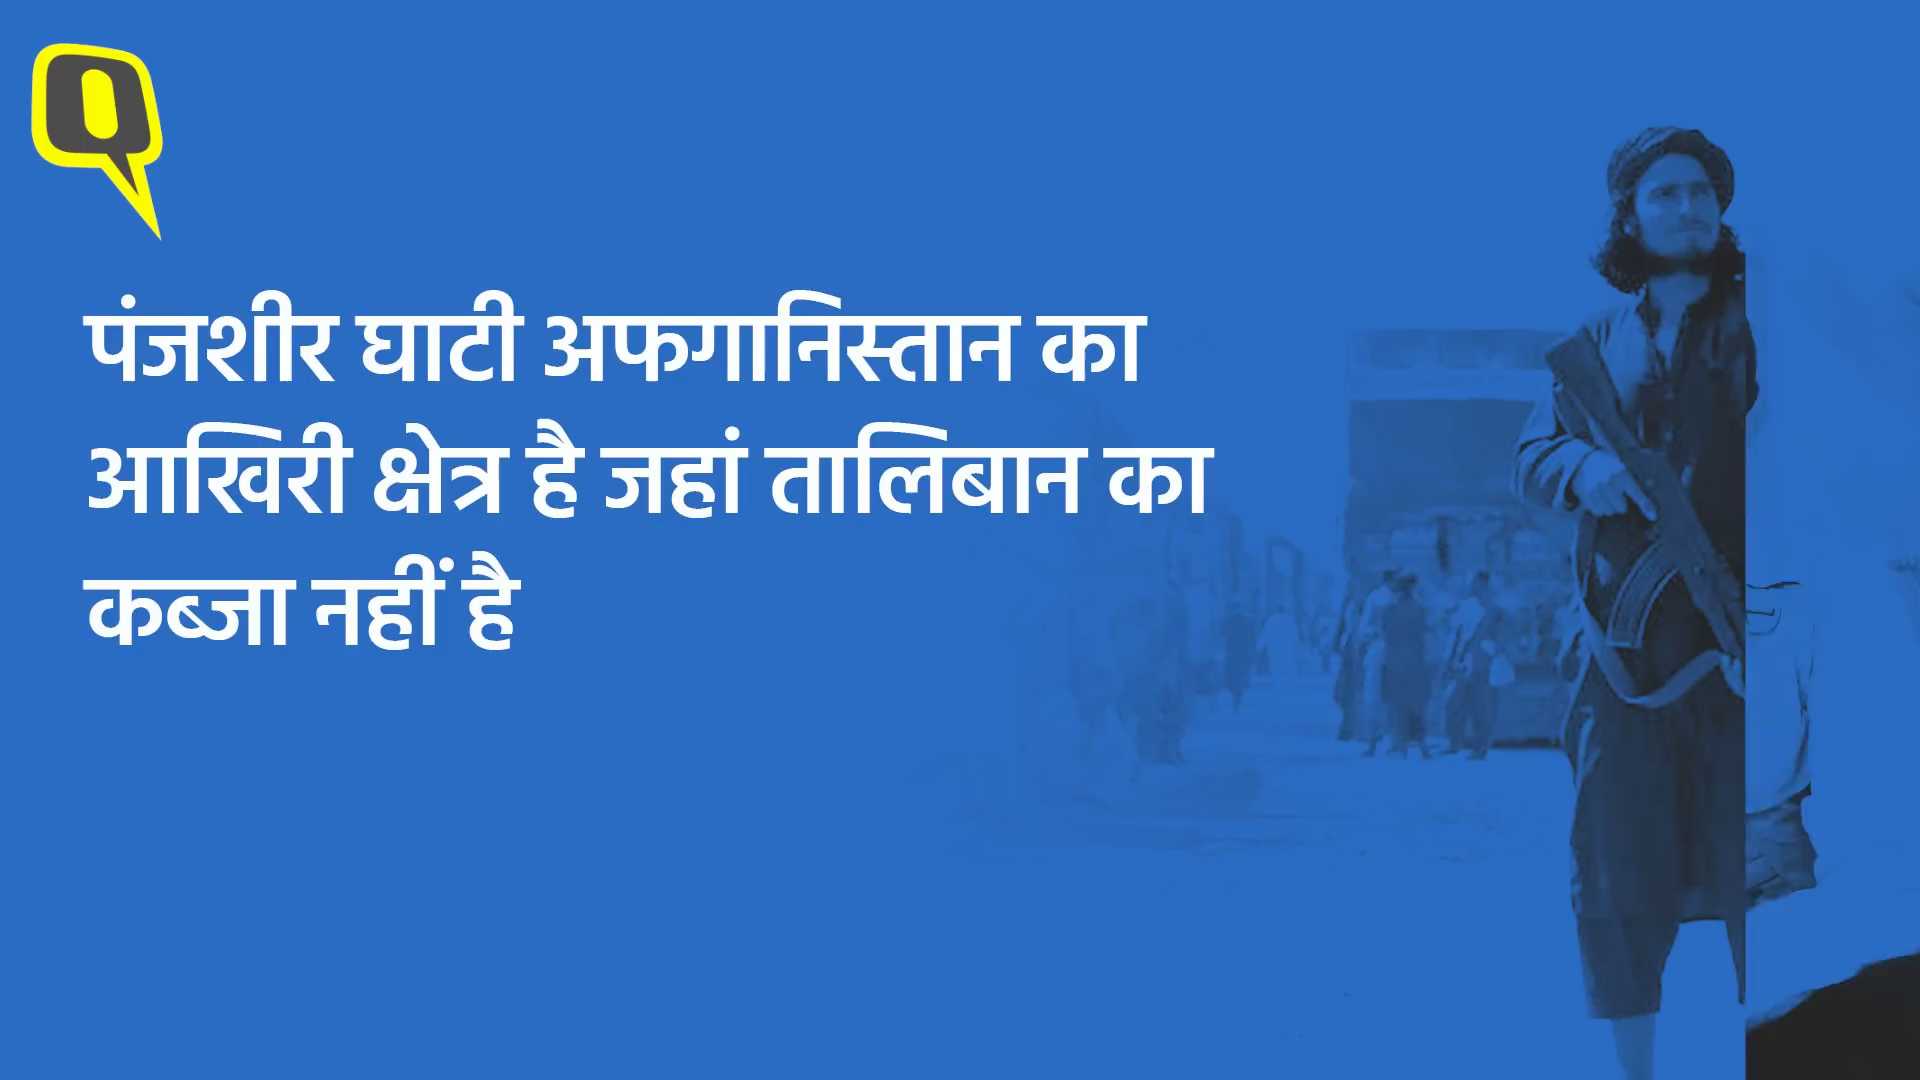 पंजशीर घाटी अफगानिस्तान का
आखिरी क्षेत्र है जहां तालिबान का
कब्जा नहीं है